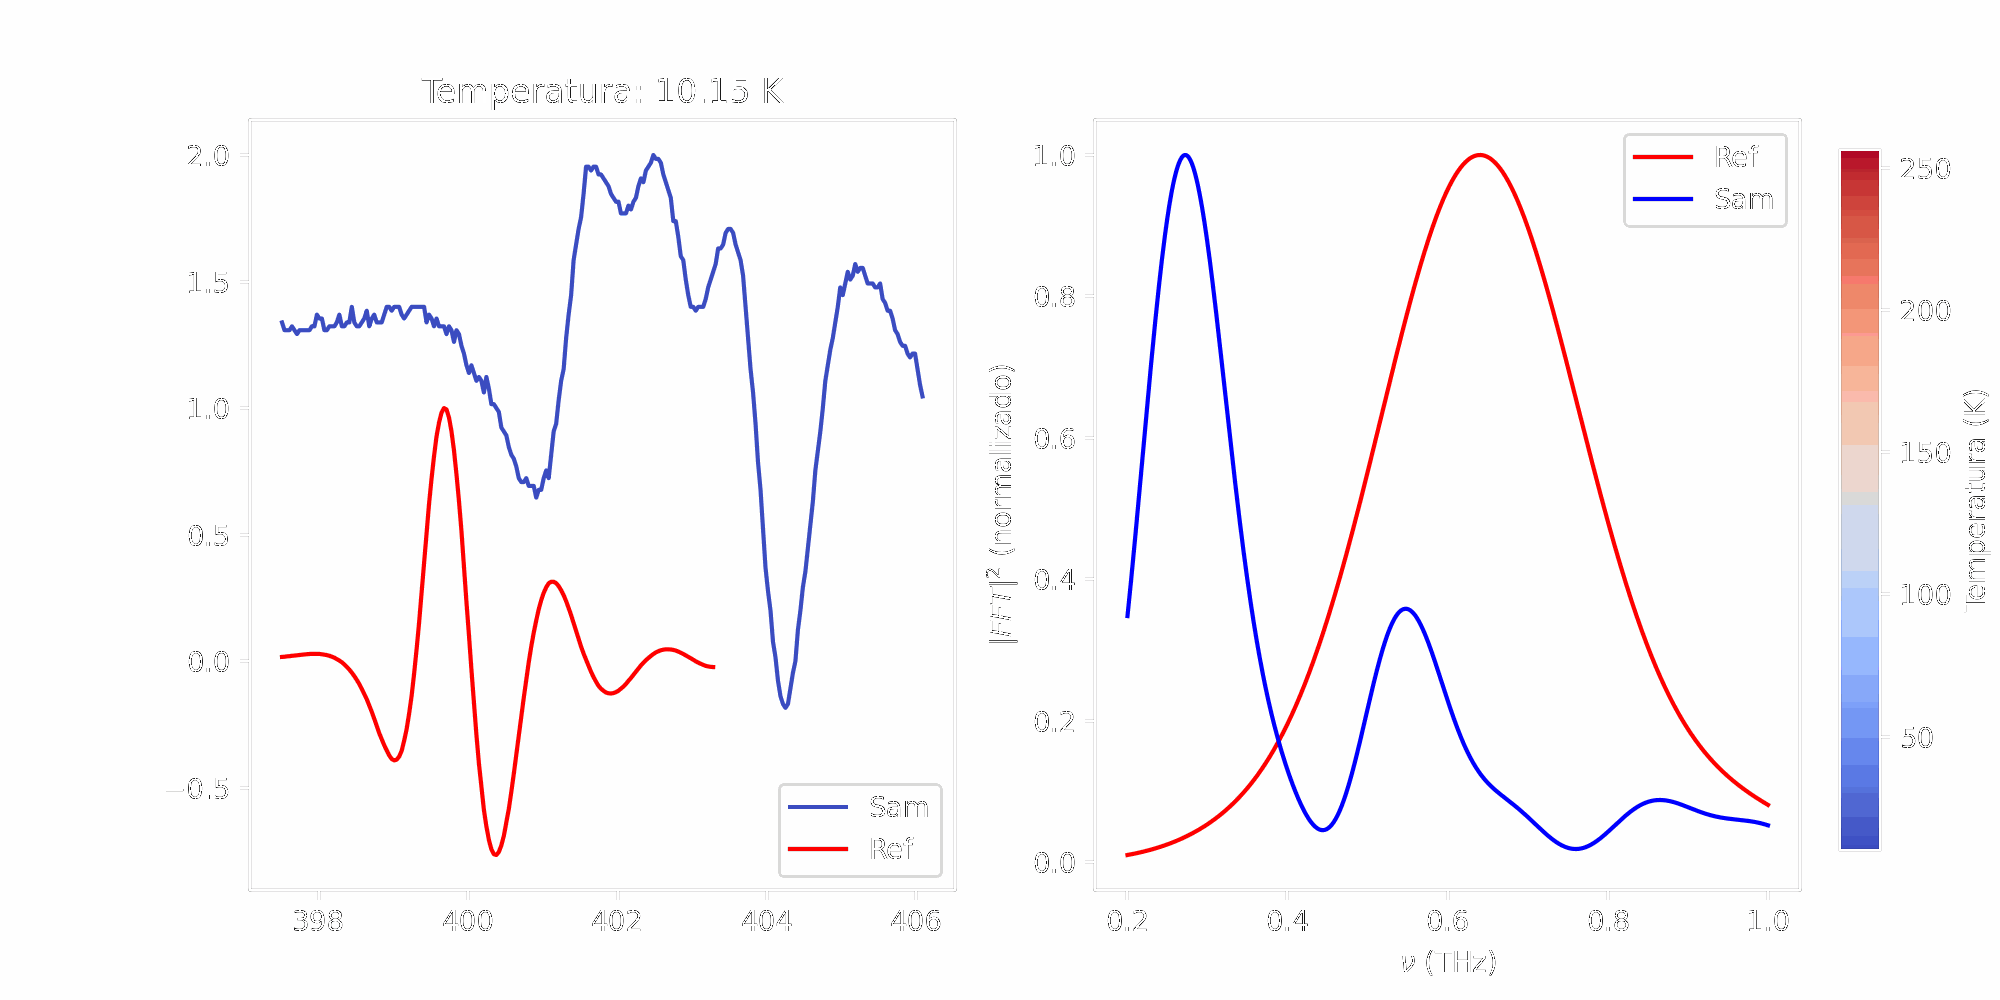 Temperatura: 10.15 K
2.0
1.5
1.0
0.5
0.0
−0.5
398 400 402 404 406
Sam
Ref
|FFT|² (normalizado)
1.0
0.8
0.6
0.4
0.2
0.0
0.2 0.4 0.6 0.8 1.0
ν (THz)
Ref
Sam
250
200
150
100
50
Temperatura (K)